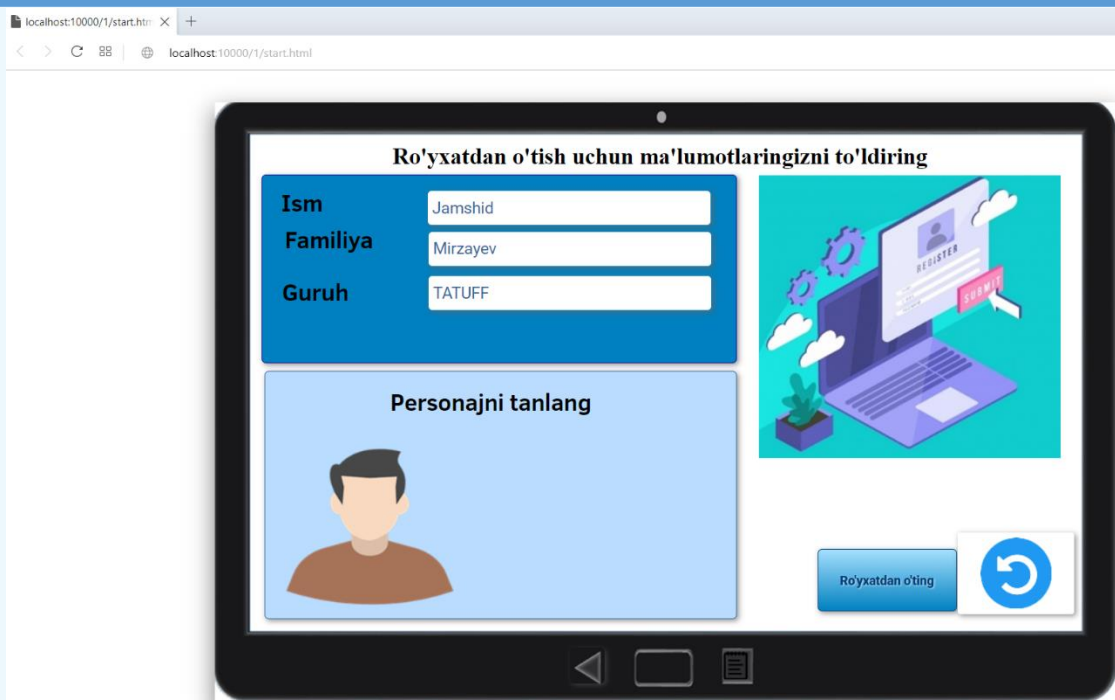 localhost:10000/1/start.htm
localhost:10000/1/start.html
Ro'yxatdan o'tish uchun ma'lumotlaringizni to'ldiring
Ism
Jamshid
Familiya
Mirzayev
Guruh
TATUFF
REGISTER
SUBMIT
Personajni tanlang
Ro'yxatdan o'ting